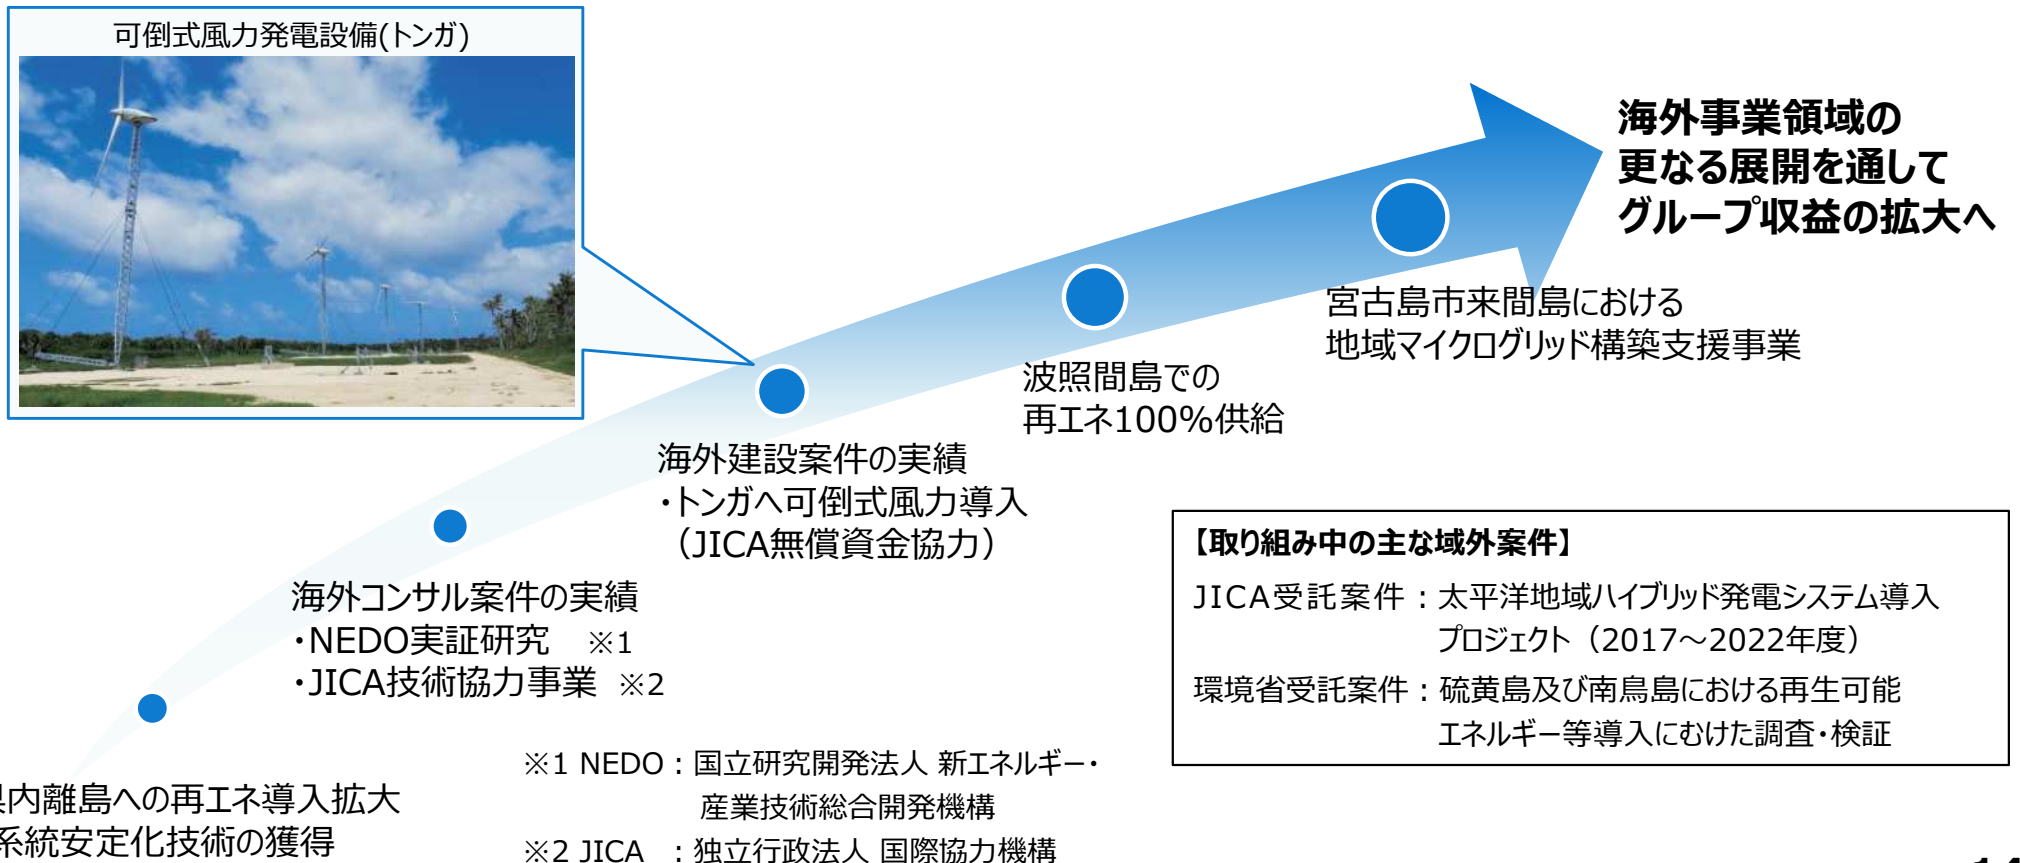 可倒式風力発電設備(トンガ)
海外事業領域の
更なる展開を通して
グループ収益の拡大へ
宮古島市来間島における
地域マイクログリッド構築支援事業
波照間島での
再エネ100%供給
海外建設案件の実績
・トンガへ可倒式風力導入
(JICA無償資金協力)
海外コンサル案件の実績
・NEDO実証研究 ※1
・JICA技術協力事業 ※2
県内離島への再エネ導入拡大
系統安定化技術の獲得
【取り組み中の主な域外案件】
JICA受託案件：太平洋地域ハイブリッド発電システム導入
プロジェクト（2017～2022年度）
環境省受託案件：硫黄島及び南鳥島における再生可能
エネルギー等導入にむけた調査・検証
※1 NEDO：国立研究開発法人 新エネルギー・
産業技術総合開発機構
※2 JICA ：独立行政法人 国際協力機構